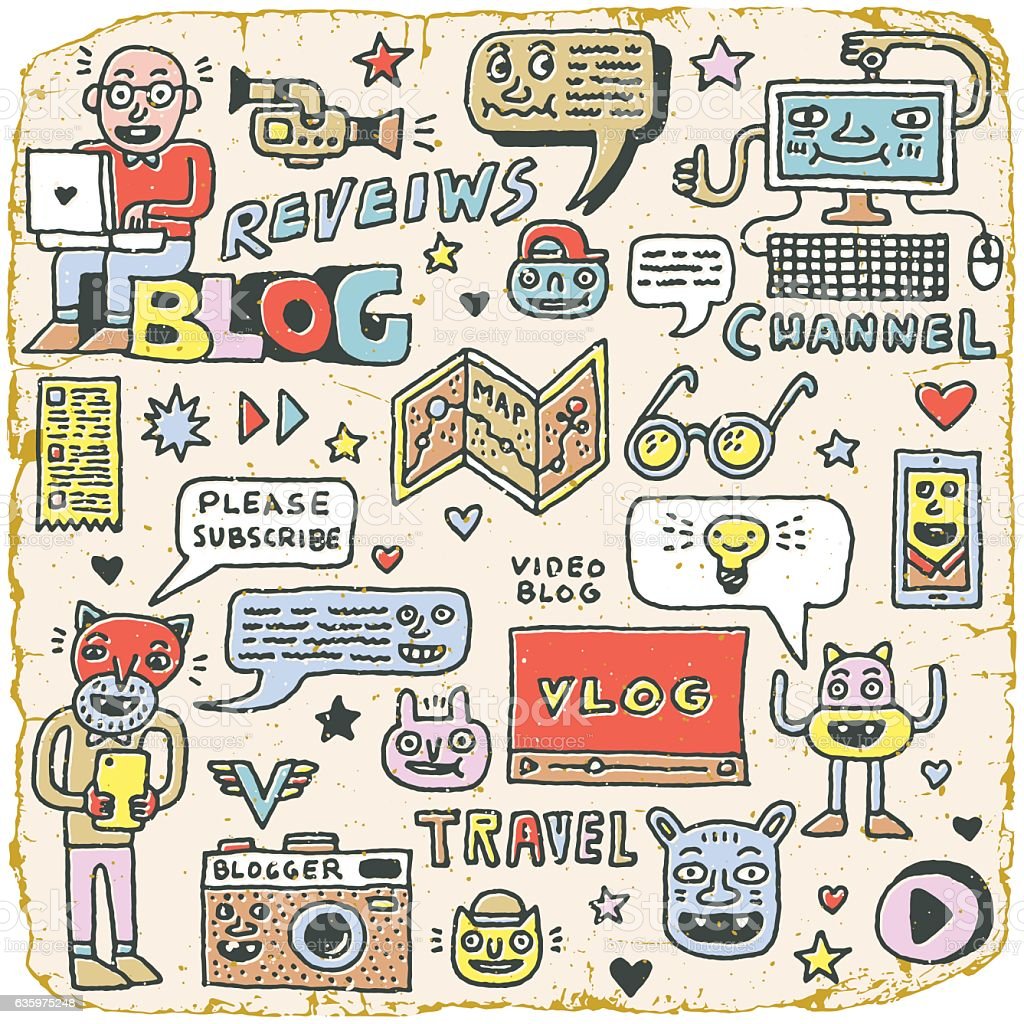 REVEIWS
BLOG
CHANNEL
MAP
PLEASE
SUBSCRIBE
VIDEO
BLOG
VLOG
V
TRAVEL
BLOGGER
iStock
by Getty Images
635975248